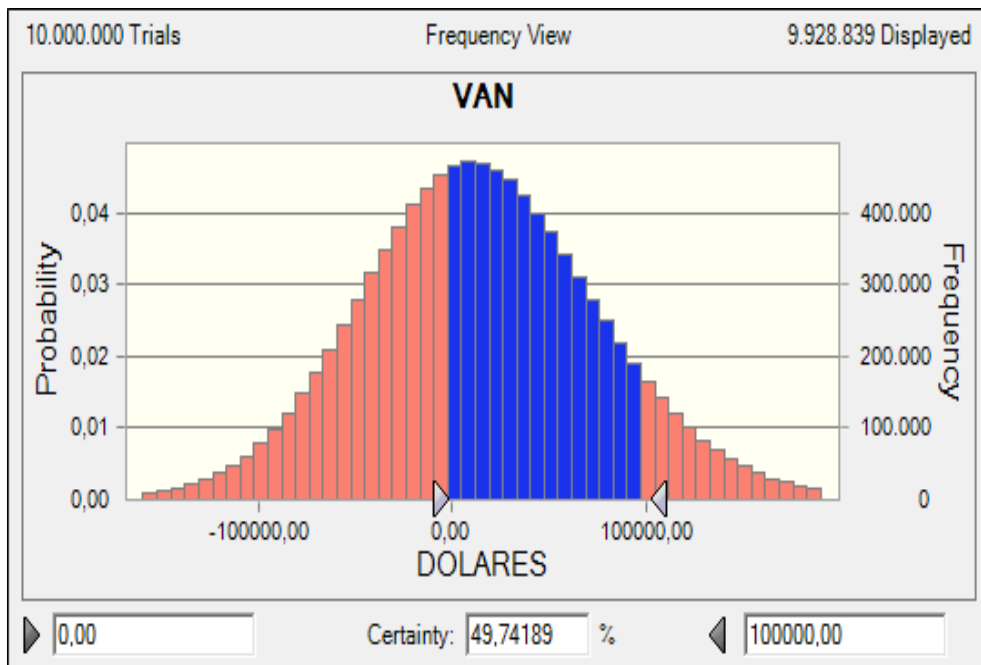 10.000.000 Trials Frequency View 9.928.839 Displayed
VAN
Probability
0,04
0,03
0,02
0,01
0,00
400.000
300.000
200.000
100.000
0
Frequency
-100000,00 0,00 100000,00
DOLARES
0,00 Certainty: 49,74189 % 100000,00